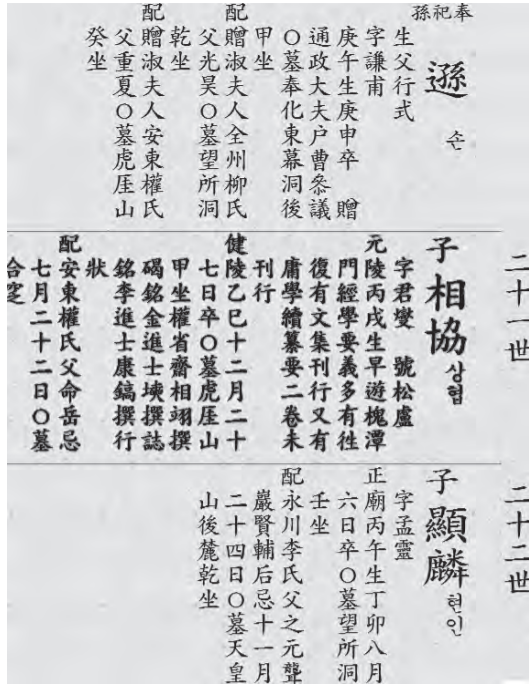 奉祀孫
遜 손
生父行式
字謙甫
庚午生庚申卒 贈
通政大夫户曹叅議
○墓奉化東幕洞後
甲坐
配贈淑夫人全州柳氏
父光昊○墓望所洞
乾坐
配贈淑夫人安東權氏
父重夏○墓虎厓山
癸坐
二十一世
子相協 상협
字君燮 號松廬
元陵丙戌生早遊槐潭
門經學要義多有徃
復有文集刊行又有
庸學續纂要二卷未
刊行
健陵乙巳十二月二十
七日卒○墓虎厓山
甲坐權省齋相翊撰
碣銘金進士㙆撰誌
銘李進士康鎬撰行
狀
配安東權氏父命岳忌
七月二十二日○墓
合窆
二十二世
子顯麟 현인
字孟靈
正廟丙午生丁卯八月
六日卒○墓望所洞
壬坐
配永川李氏父之元聾
巖賢輔后忌十一月
二十四日○墓天皇
山後麓乾坐